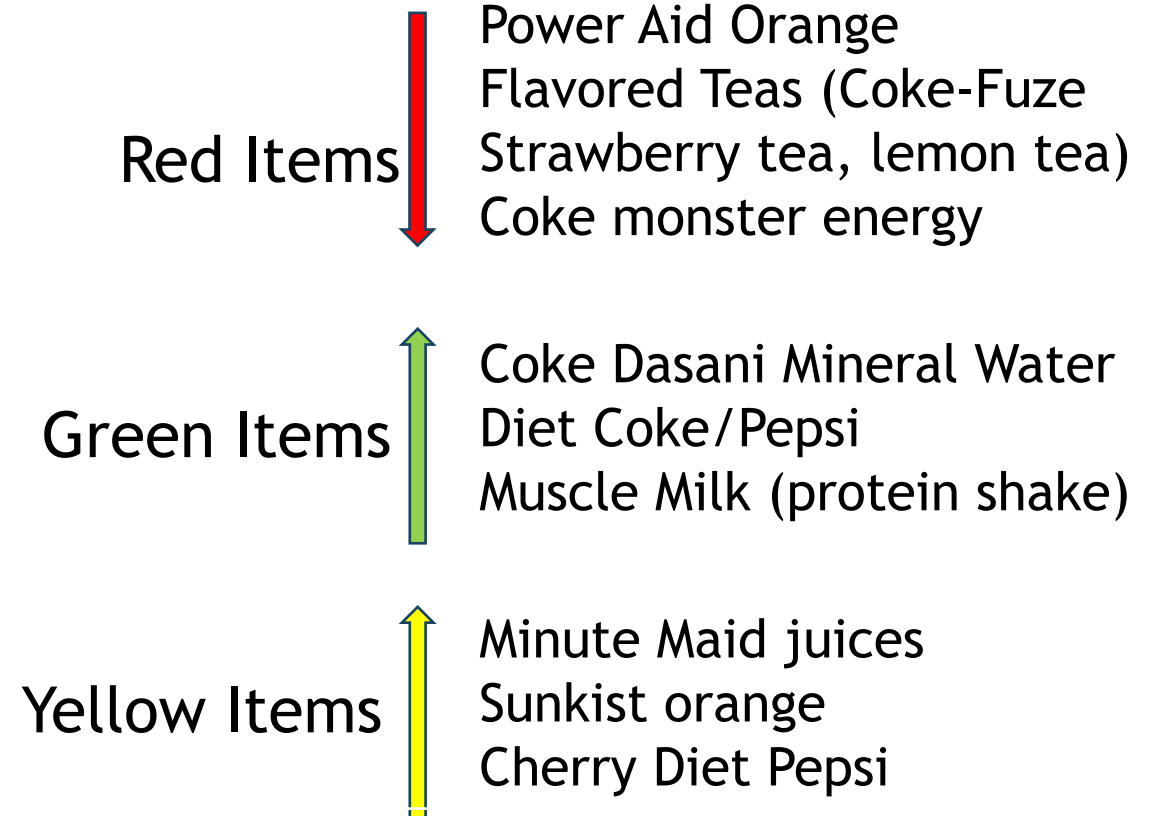 Power Aid Orange
Flavored Teas (Coke-Fuze
Red Items
Strawberry tea, lemon tea)
Coke monster energy
Coke Dasani Mineral Water
Green Items
Diet Coke/Pepsi
Muscle Milk (protein shake)
Minute Maid juices
Yellow Items
Sunkist orange
Cherry Diet Pepsi